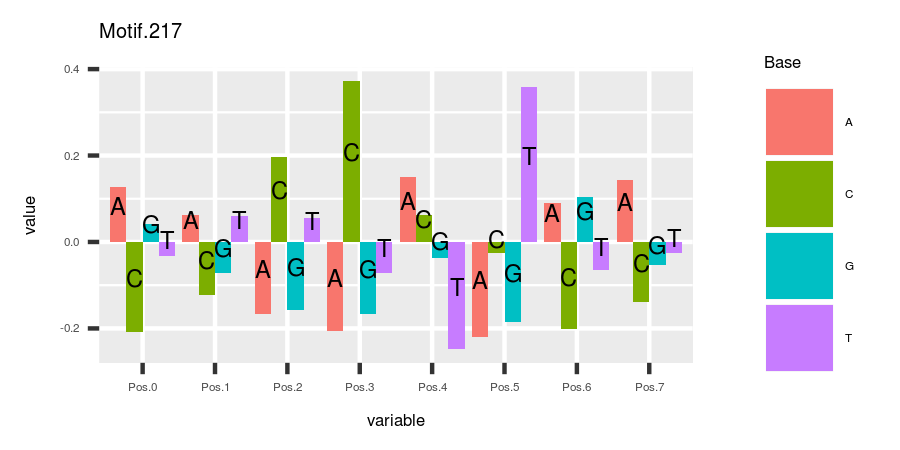 Motif.217
Base
value
0.4
0.2
0.0
-0.2
A C G T A C G T A C G T A C G T A C G T A C G T A C G T A C G T
Pos.0 Pos.1 Pos.2 Pos.3 Pos.4 Pos.5 Pos.6 Pos.7
variable
A
C
G
T